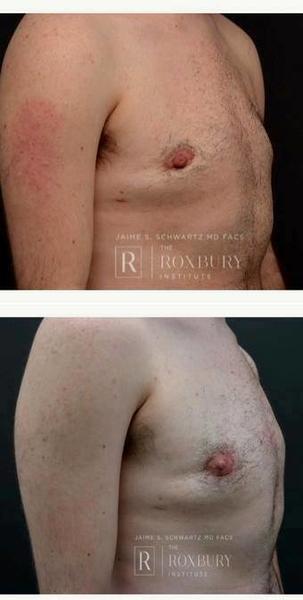 JAIME S. SCHWARTZ MD FACS
R
THE
ROXBURY
INSTITUTE
JAIME S. SCHWARTZ MD FACS
R
THE
ROXBURY
INSTITUTE